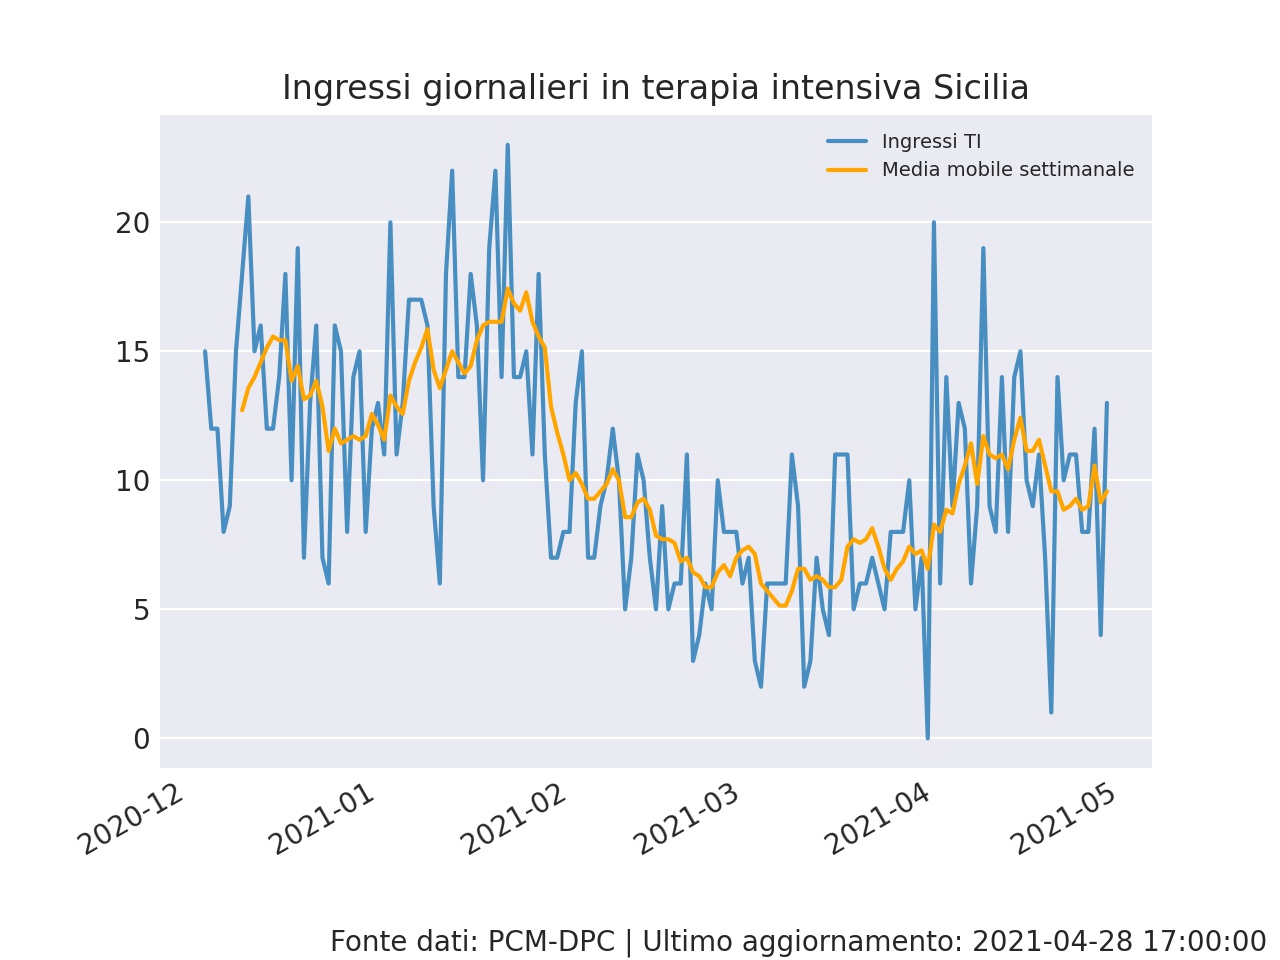 Ingressi giornalieri in terapia intensiva Sicilia
Ingressi TI
Media mobile settimanale
20
15
10
5
0
2020-12
2021-01
2021-02
2021-03
2021-04
2021-05
Fonte dati: PCM-DPC | Ultimo aggiornamento: 2021-04-28 17:00:00